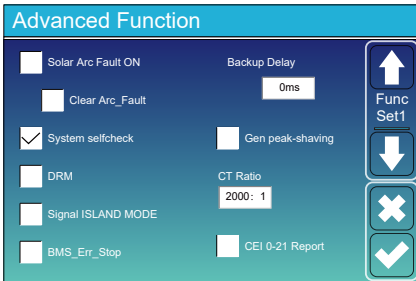 Advanced Function
Solar Arc Fault ON
Backup Delay
0ms
Clear Arc_Fault
Func
Set1
System selfcheck
Gen peak-shaving
DRM
CT Ratio
2000: 1
Signal ISLAND MODE
BMS_Err_Stop
CEI 0-21 Report